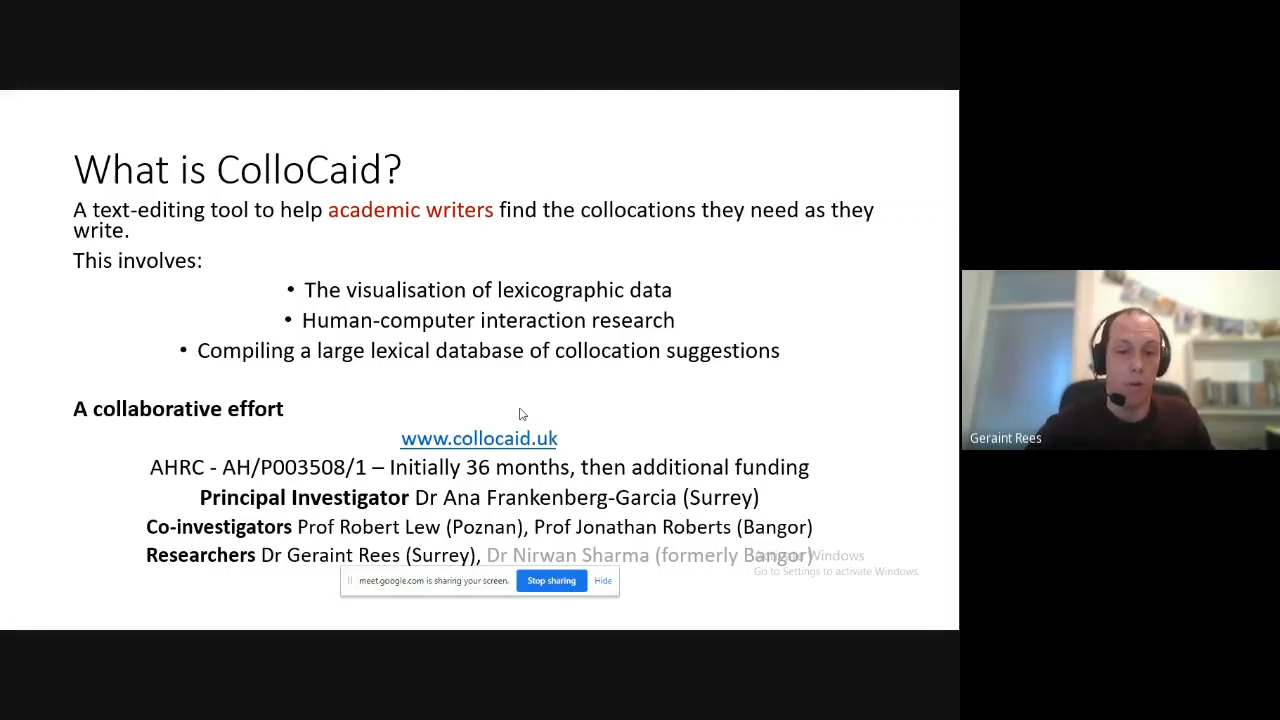 What is ColloCaid?
A text-editing tool to help academic writers find the collocations they need as they
write.
This involves:
• The visualisation of lexicographic data
• Human-computer interaction research
• Compiling a large lexical database of collocation suggestions
A collaborative effort
www.collocaid.uk
AHRC - AH/P003508/1 – Initially 36 months, then additional funding
Principal Investigator Dr Ana Frankenberg-Garcia (Surrey)
Co-investigators Prof Robert Lew (Poznan), Prof Jonathan Roberts (Bangor)
Researchers Dr Geraint Rees (Surrey), Dr Nirwan Sharma (formerly Bangor)
Activate Windows
Go to Settings to activate Windows.
meet.google.com is sharing your screen. Stop sharing Hide
Geraint Rees